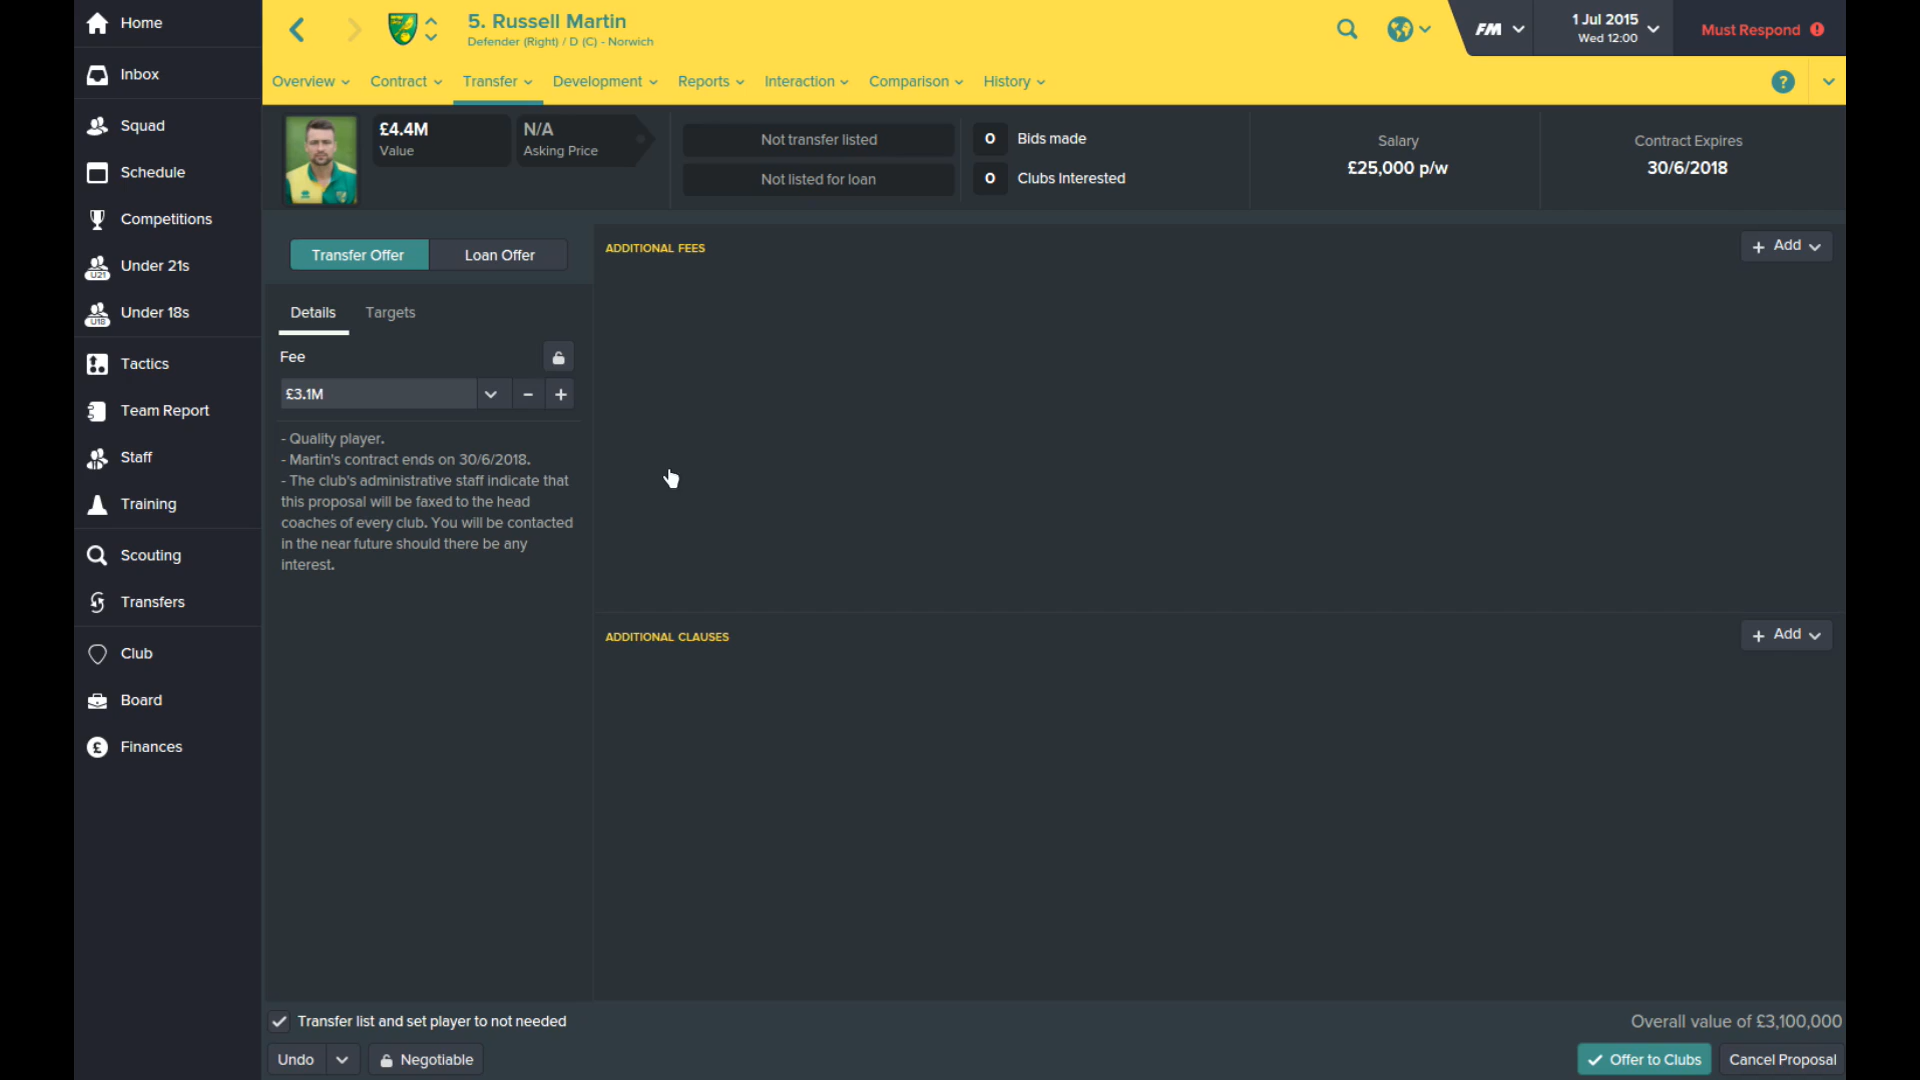 Home
Inbox
Squad
Schedule
Competitions
U21
Under 21s
U18
Under 18s
Tactics
Team Report
Staff
Training
Scouting
Transfers
Club
Board
£
Finances
5. Russell Martin
Defender (Right) / D (C) - Norwich
FM
1 Jul 2015
Wed 12:00
Must Respond !
Overview
Contract
Transfer
Development
Reports
Interaction
Comparison
History
?
£4.4M
Value
N/A
Asking Price
Not transfer listed
Not listed for loan
0 Bids made
0 Clubs Interested
Salary
£25,000 p/w
Contract Expires
30/6/2018
Transfer Offer
Loan Offer
Details
Targets
Fee
£3.1M
- +
- Quality player.
- Martin's contract ends on 30/6/2018.
- The club's administrative staff indicate that
this proposal will be faxed to the head
coaches of every club. You will be contacted
in the near future should there be any
interest.
ADDITIONAL FEES
+ Add
ADDITIONAL CLAUSES
+ Add
Transfer list and set player to not needed
Overall value of £3,100,000
Undo
Negotiable
Offer to Clubs
Cancel Proposal